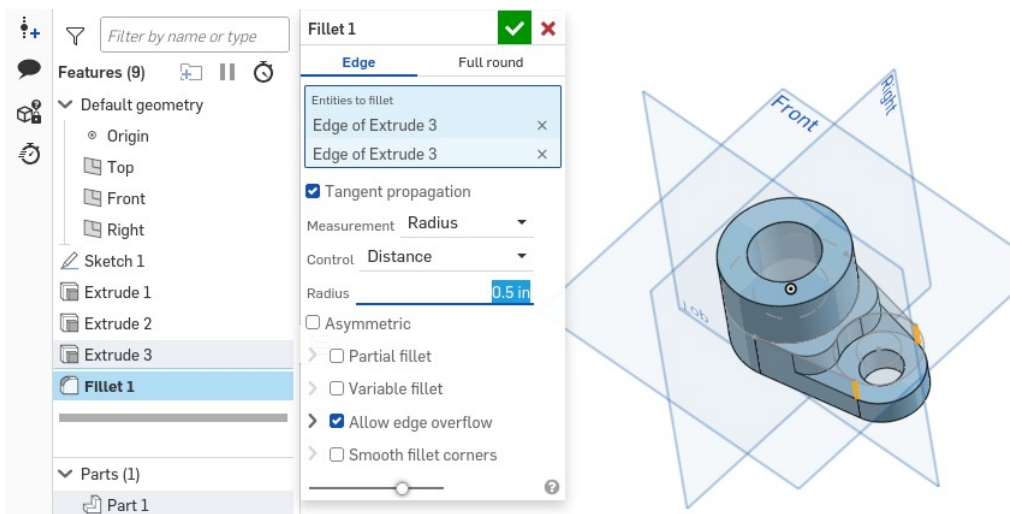 Filter by name or type
Features (9)
Default geometry
Origin
Top
Front
Right
Sketch 1
Extrude 1
Extrude 2
Extrude 3
Fillet 1
Parts (1)
Part 1
Fillet 1
Edge Full round
Entities to fillet
Edge of Extrude 3
Edge of Extrude 3
Tangent propagation
Measurement Radius
Control Distance
Radius 0.5 in
Asymmetric
Partial fillet
Variable fillet
Allow edge overflow
Smooth fillet corners
Front
Right
Top